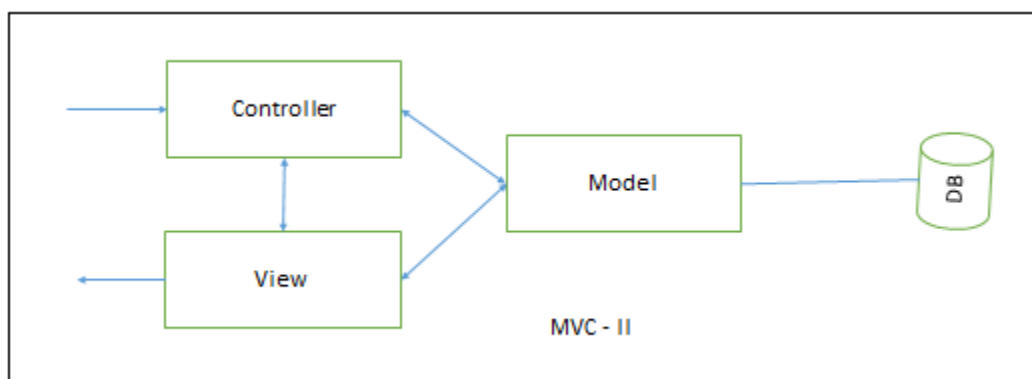 Controller
Model
DB
View
MVC - II